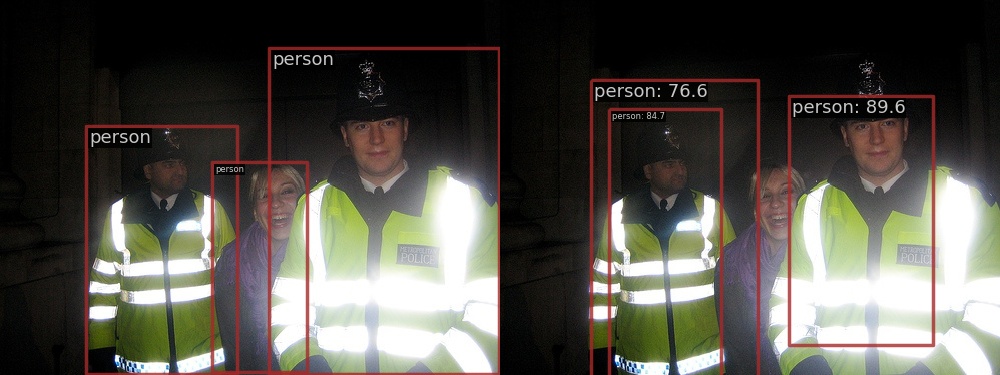 person
person
person
METROPOLITAN
POLICE
person: 76.6
person: 84.7
person: 89.6
METROPOLITAN
POLICE